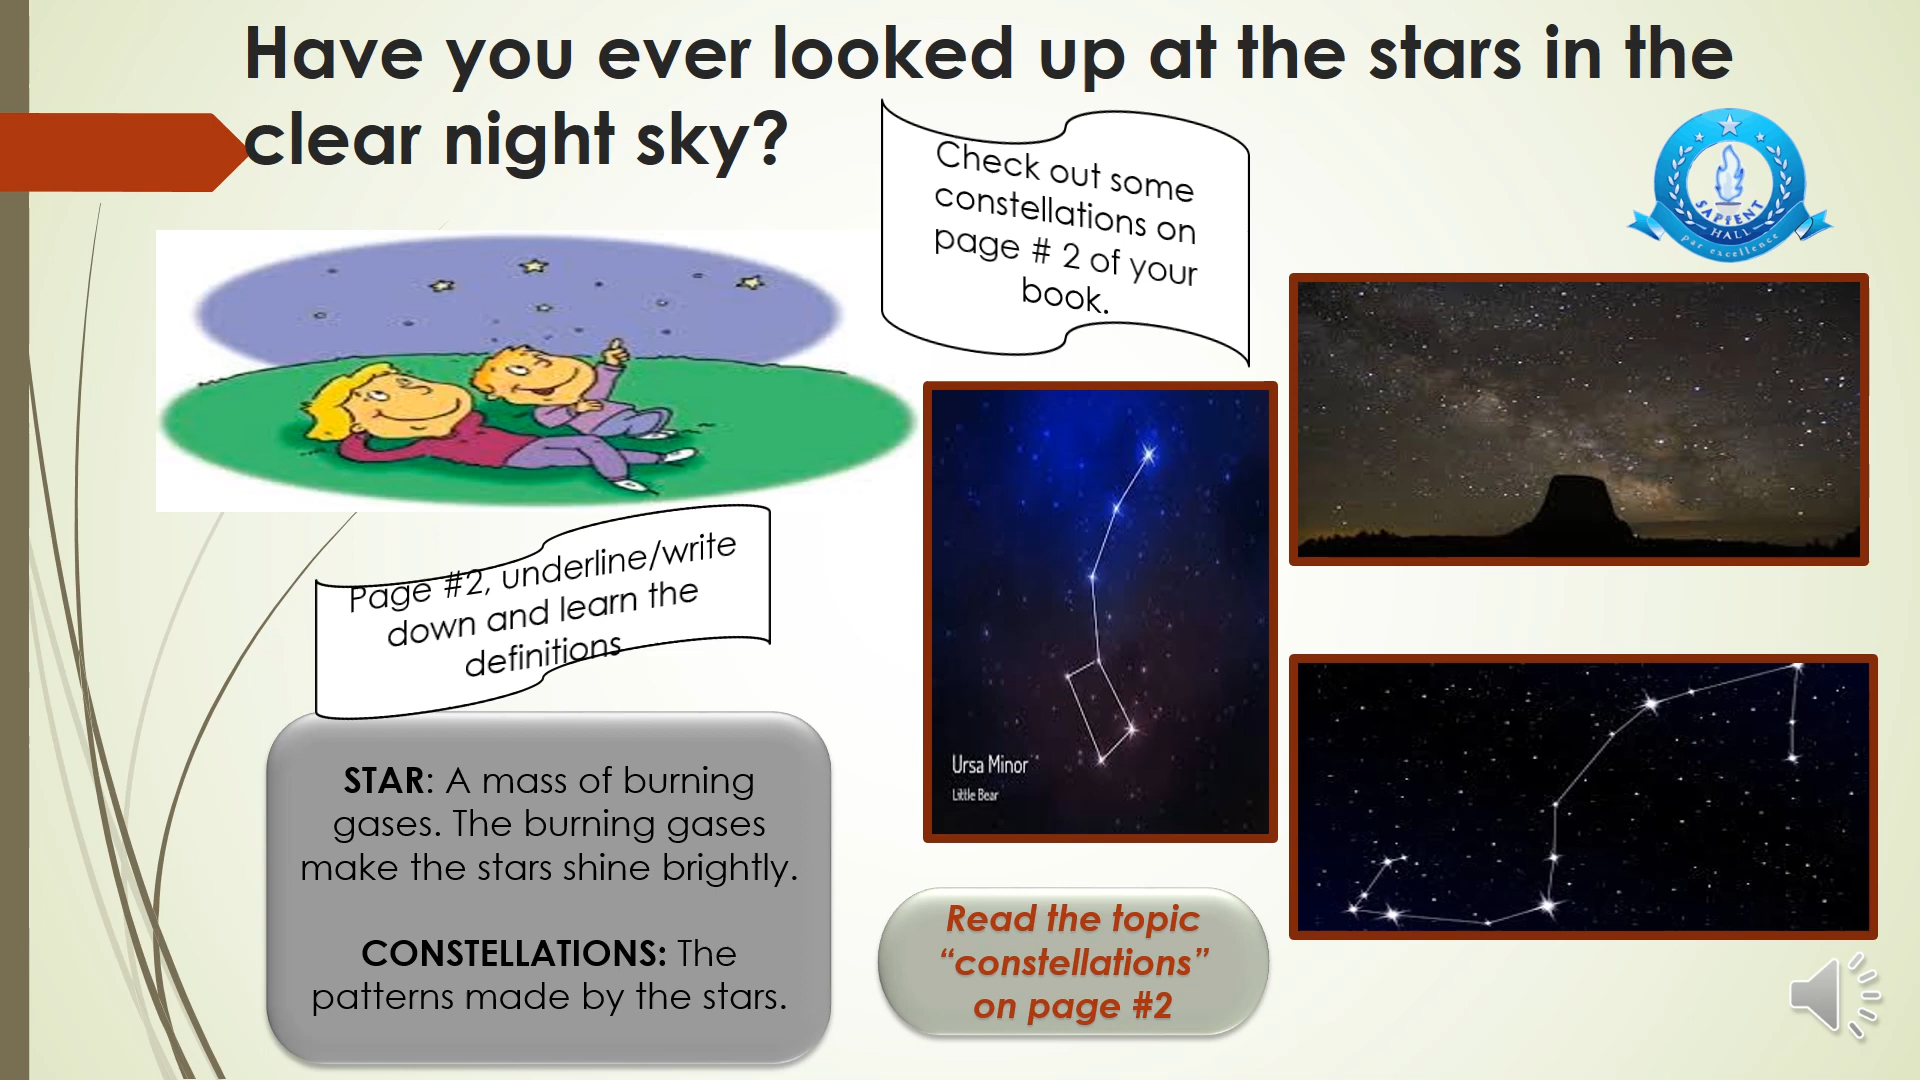 Have you ever looked up at the stars in the
clear night sky?
Check out some
constellations on
page # 2 of your
book.
SAPIENT
HALL
par excellence
Page #2, underline/write
down and learn the
definitions
Ursa Minor
Little Bear
STAR: A mass of burning
gases. The burning gases
make the stars shine brightly.
CONSTELLATIONS: The
patterns made by the stars.
Read the topic
“constellations”
on page #2